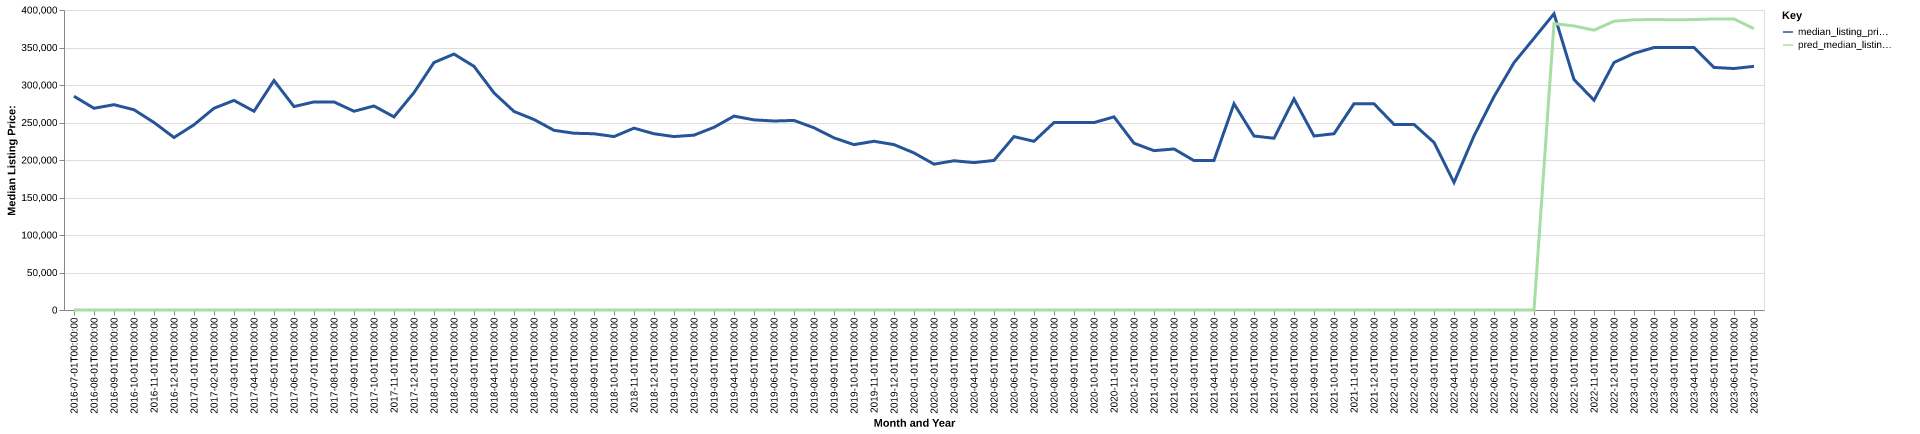 400,000
350,000
300,000
250,000
200,000
150,000
100,000
50,000
0
Median Listing Price:
2016-07-01T00:00:00
2016-08-01T00:00:00
2016-09-01T00:00:00
2016-10-01T00:00:00
2016-11-01T00:00:00
2016-12-01T00:00:00
2017-01-01T00:00:00
2017-02-01T00:00:00
2017-03-01T00:00:00
2017-04-01T00:00:00
2017-05-01T00:00:00
2017-06-01T00:00:00
2017-07-01T00:00:00
2017-08-01T00:00:00
2017-09-01T00:00:00
2017-10-01T00:00:00
2017-11-01T00:00:00
2017-12-01T00:00:00
2018-01-01T00:00:00
2018-02-01T00:00:00
2018-03-01T00:00:00
2018-04-01T00:00:00
2018-05-01T00:00:00
2018-06-01T00:00:00
2018-07-01T00:00:00
2018-08-01T00:00:00
2018-09-01T00:00:00
2018-10-01T00:00:00
2018-11-01T00:00:00
2018-12-01T00:00:00
2019-01-01T00:00:00
2019-02-01T00:00:00
2019-03-01T00:00:00
2019-04-01T00:00:00
2019-05-01T00:00:00
2019-06-01T00:00:00
2019-07-01T00:00:00
2019-08-01T00:00:00
2019-09-01T00:00:00
2019-10-01T00:00:00
2019-11-01T00:00:00
2019-12-01T00:00:00
2020-01-01T00:00:00
2020-02-01T00:00:00
2020-03-01T00:00:00
2020-04-01T00:00:00
2020-05-01T00:00:00
2020-06-01T00:00:00
2020-07-01T00:00:00
2020-08-01T00:00:00
2020-09-01T00:00:00
2020-10-01T00:00:00
2020-11-01T00:00:00
2020-12-01T00:00:00
2021-01-01T00:00:00
2021-02-01T00:00:00
2021-03-01T00:00:00
2021-04-01T00:00:00
2021-05-01T00:00:00
2021-06-01T00:00:00
2021-07-01T00:00:00
2021-08-01T00:00:00
2021-09-01T00:00:00
2021-10-01T00:00:00
2021-11-01T00:00:00
2021-12-01T00:00:00
2022-01-01T00:00:00
2022-02-01T00:00:00
2022-03-01T00:00:00
2022-04-01T00:00:00
2022-05-01T00:00:00
2022-06-01T00:00:00
2022-07-01T00:00:00
2022-08-01T00:00:00
2022-09-01T00:00:00
2022-10-01T00:00:00
2022-11-01T00:00:00
2022-12-01T00:00:00
2023-01-01T00:00:00
2023-02-01T00:00:00
2023-03-01T00:00:00
2023-04-01T00:00:00
2023-05-01T00:00:00
2023-06-01T00:00:00
2023-07-01T00:00:00
Month and Year
Key
median_listing_pri…
pred_median_listin…